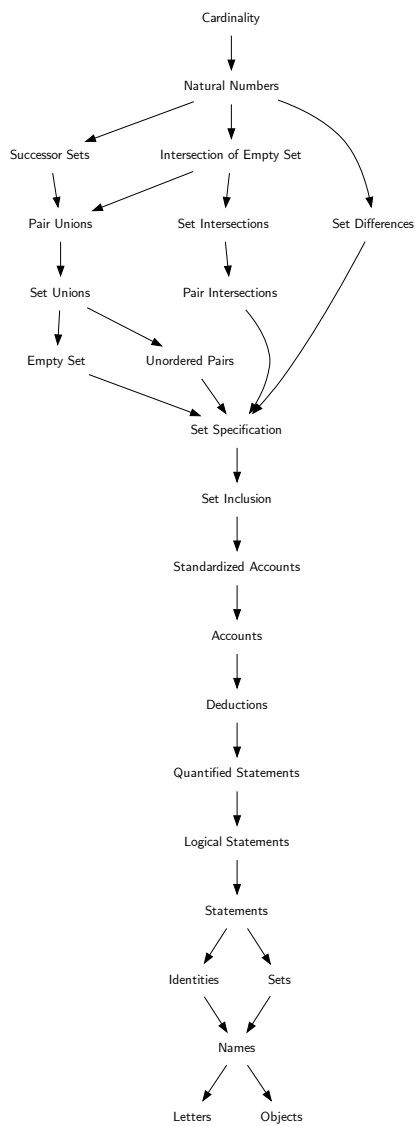 Cardinality
Natural Numbers
Successor Sets
Intersection of Empty Set
Pair Unions
Set Intersections
Set Differences
Set Unions
Pair Intersections
Empty Set
Unordered Pairs
Set Specification
Set Inclusion
Standardized Accounts
Accounts
Deductions
Quantified Statements
Logical Statements
Statements
Identities
Sets
Names
Letters
Objects